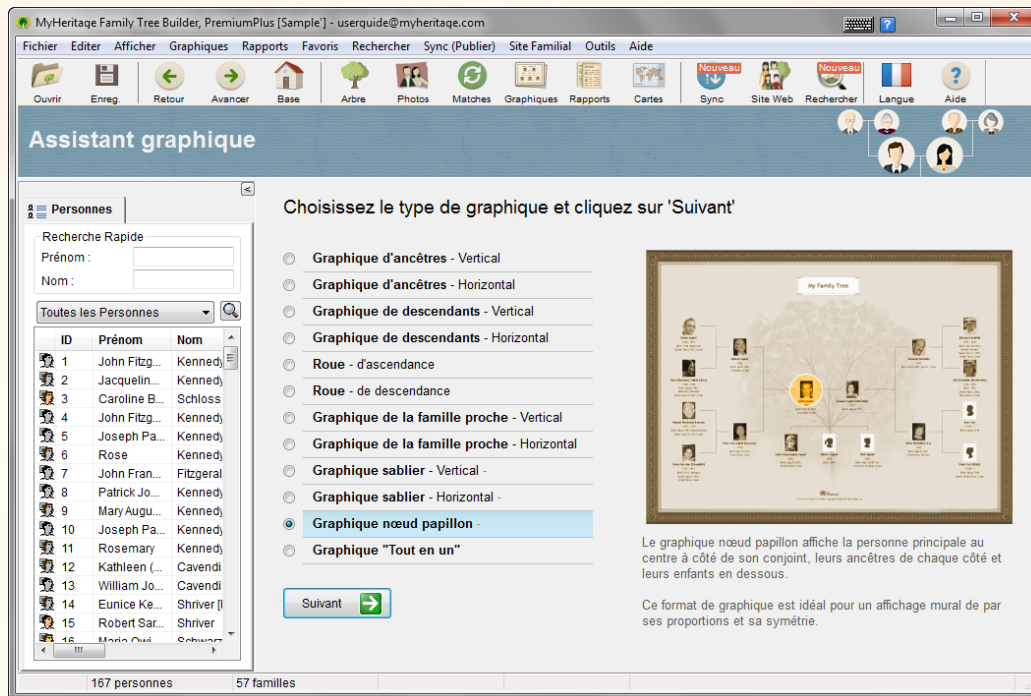 MyHeritage Family Tree Builder, PremiumPlus [Sample'] - userguide@myheritage.com
Fichier Editer Afficher Graphiques Rapports Favoris Rechercher Sync (Publier) Site Familial Outils Aide
Nouveau Nouveau
Ouvrir Enreg. Retour Avancer Base Arbre Photos Matches Graphiques Rapports Cartes Sync Site Web Rechercher Langue Aide
Assistant graphique
Personnes
Recherche Rapide
Prénom :
Nom :
Toutes les Personnes
ID Prénom Nom
1 John Fitzg... Kennedy
2 Jacquelin... Kennedy
3 Caroline B... Schloss
4 John Fitzg... Kennedy
5 Joseph Pa... Kennedy
6 Rose Kennedy
7 John Fran... Fitzgeral
8 Patrick Jo... Kennedy
9 Mary Augu... Kennedy
10 Joseph Pa... Kennedy
11 Rosemary Kennedy
12 Kathleen (... Cavendi
13 William Jo... Cavendi
14 Eunice Ke... Shriver [
15 Robert Sar... Shriver
16 Maria Owi... Schwarz
Choisissez le type de graphique et cliquez sur 'Suivant'
Graphique d'ancêtres - Vertical
Graphique d'ancêtres - Horizontal
Graphique de descendants - Vertical
Graphique de descendants - Horizontal
Roue - d'ascendance
Roue - de descendance
Graphique de la famille proche - Vertical
Graphique de la famille proche - Horizontal
Graphique sablier - Vertical -
Graphique sablier - Horizontal -
Graphique nœud papillon -
Graphique "Tout en un"
Suivant
My Family Tree
Le graphique nœud papillon affiche la personne principale au
centre à côté de son conjoint, leurs ancêtres de chaque côté et
leurs enfants en dessous.
Ce format de graphique est idéal pour un affichage mural de par
ses proportions et sa symétrie.
167 personnes 57 familles